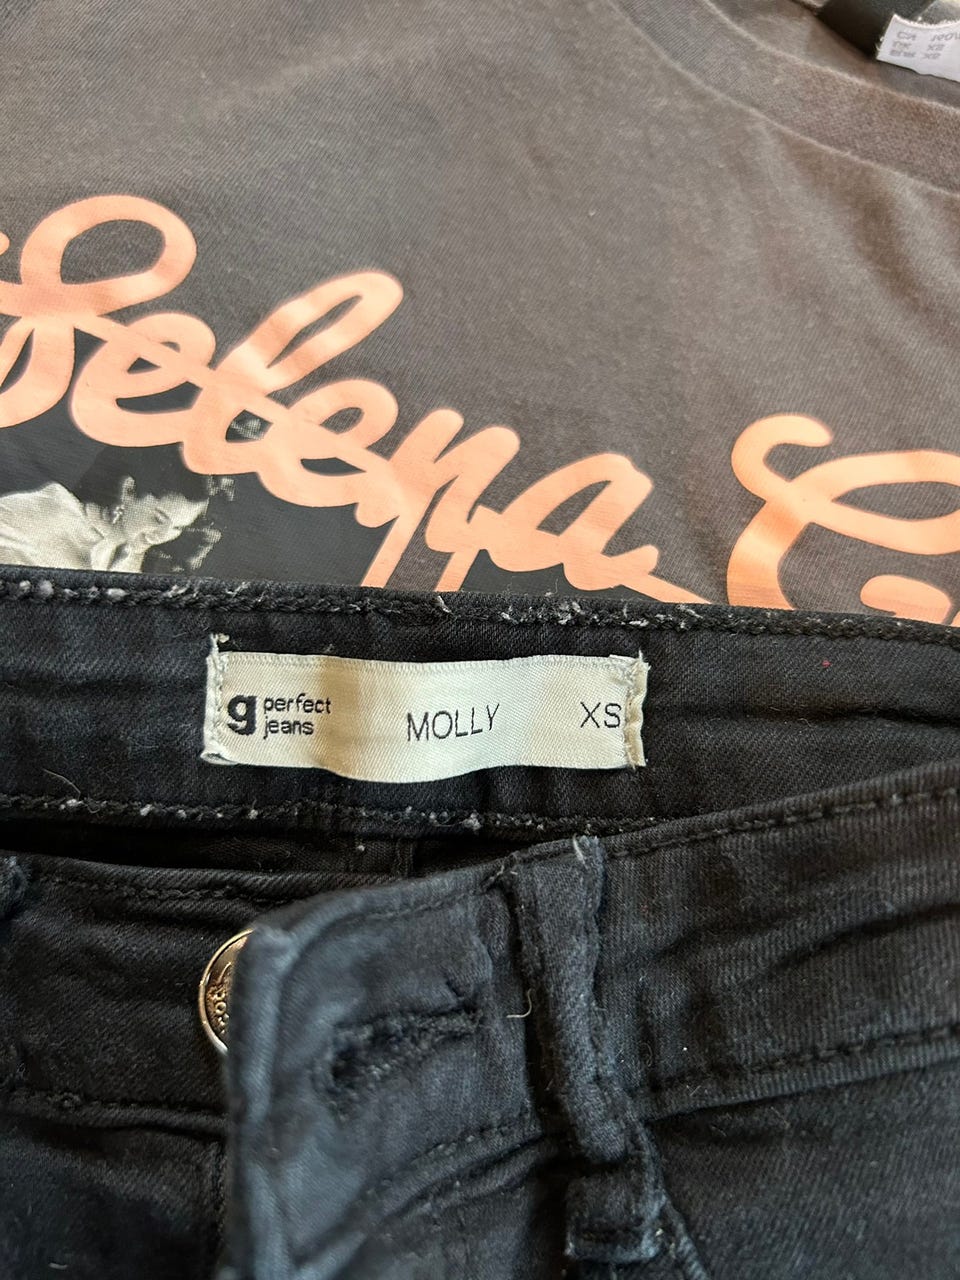 Selena G
g perfect
jeans
MOLLY
XS